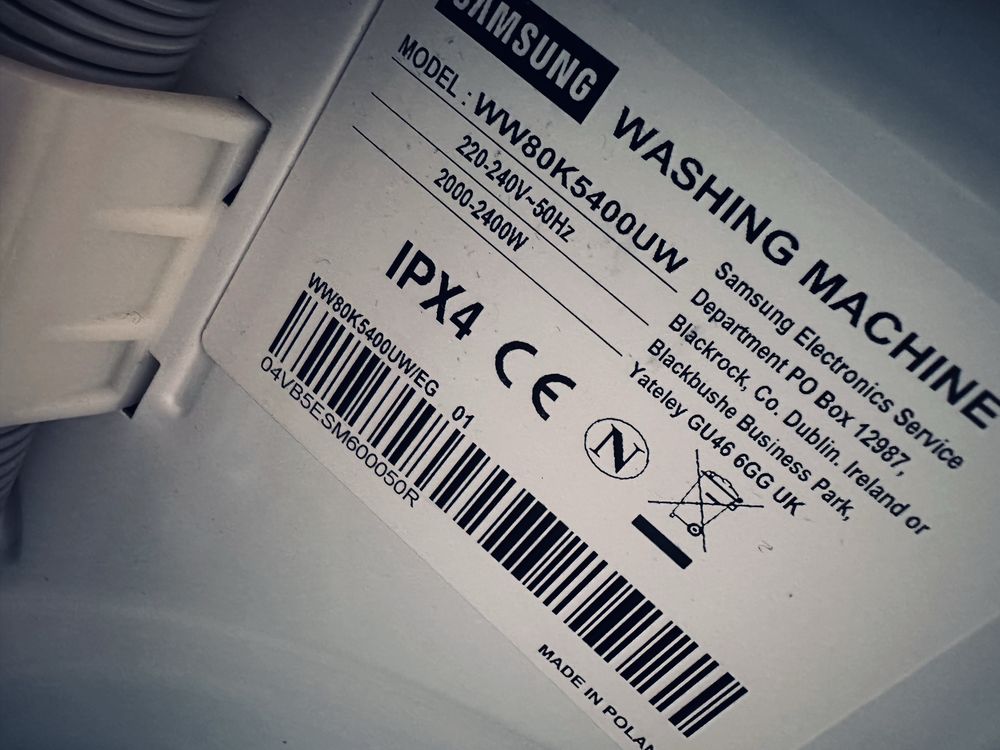 SAMSUNG
WASHING MACHINE
MODEL : WW80K5400UW
220-240V~50Hz
2000-2400W
Samsung Electronics Service
Department PO Box 12987,
Blackrock, Co. Dublin. Ireland or
Blackbushe Business Park,
Yateley GU46 6GG UK
IPX4
CE
N
WW80K5400UW/EG 01
04VB5ESM600050R
MADE IN POLAN